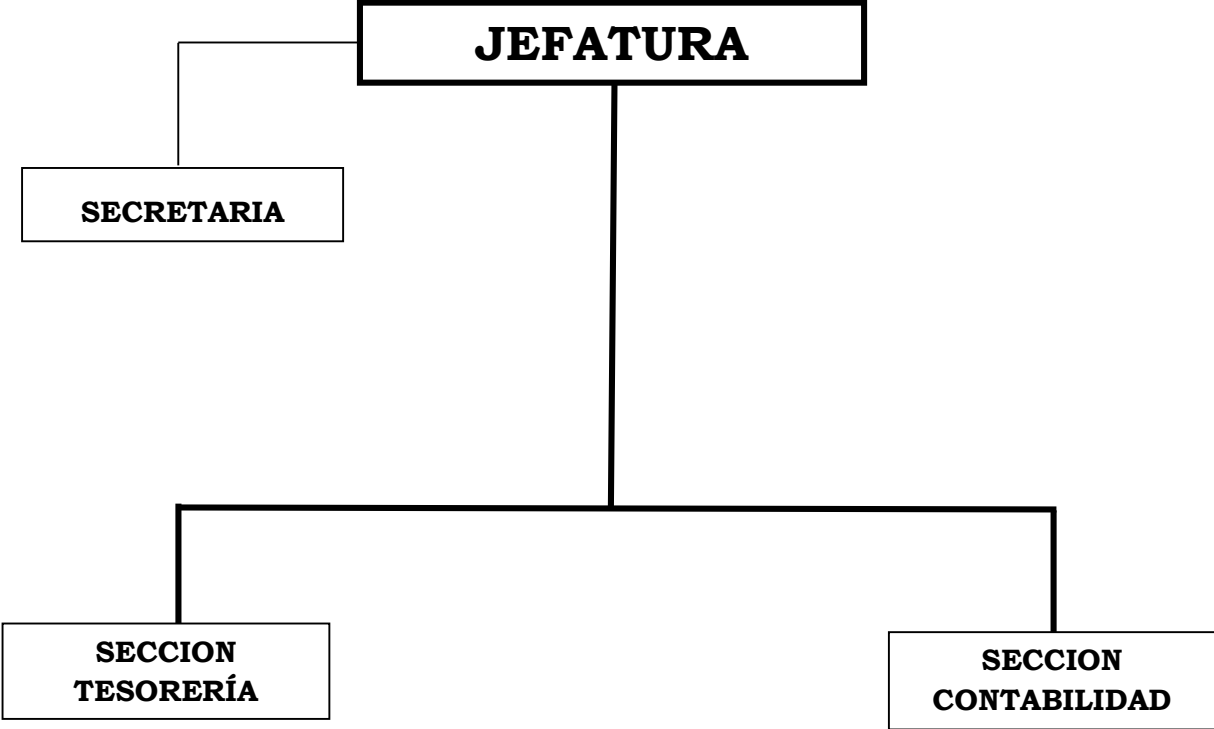 JEFATURA
SECRETARIA
SECCION
TESORERÍA
SECCION
CONTABILIDAD